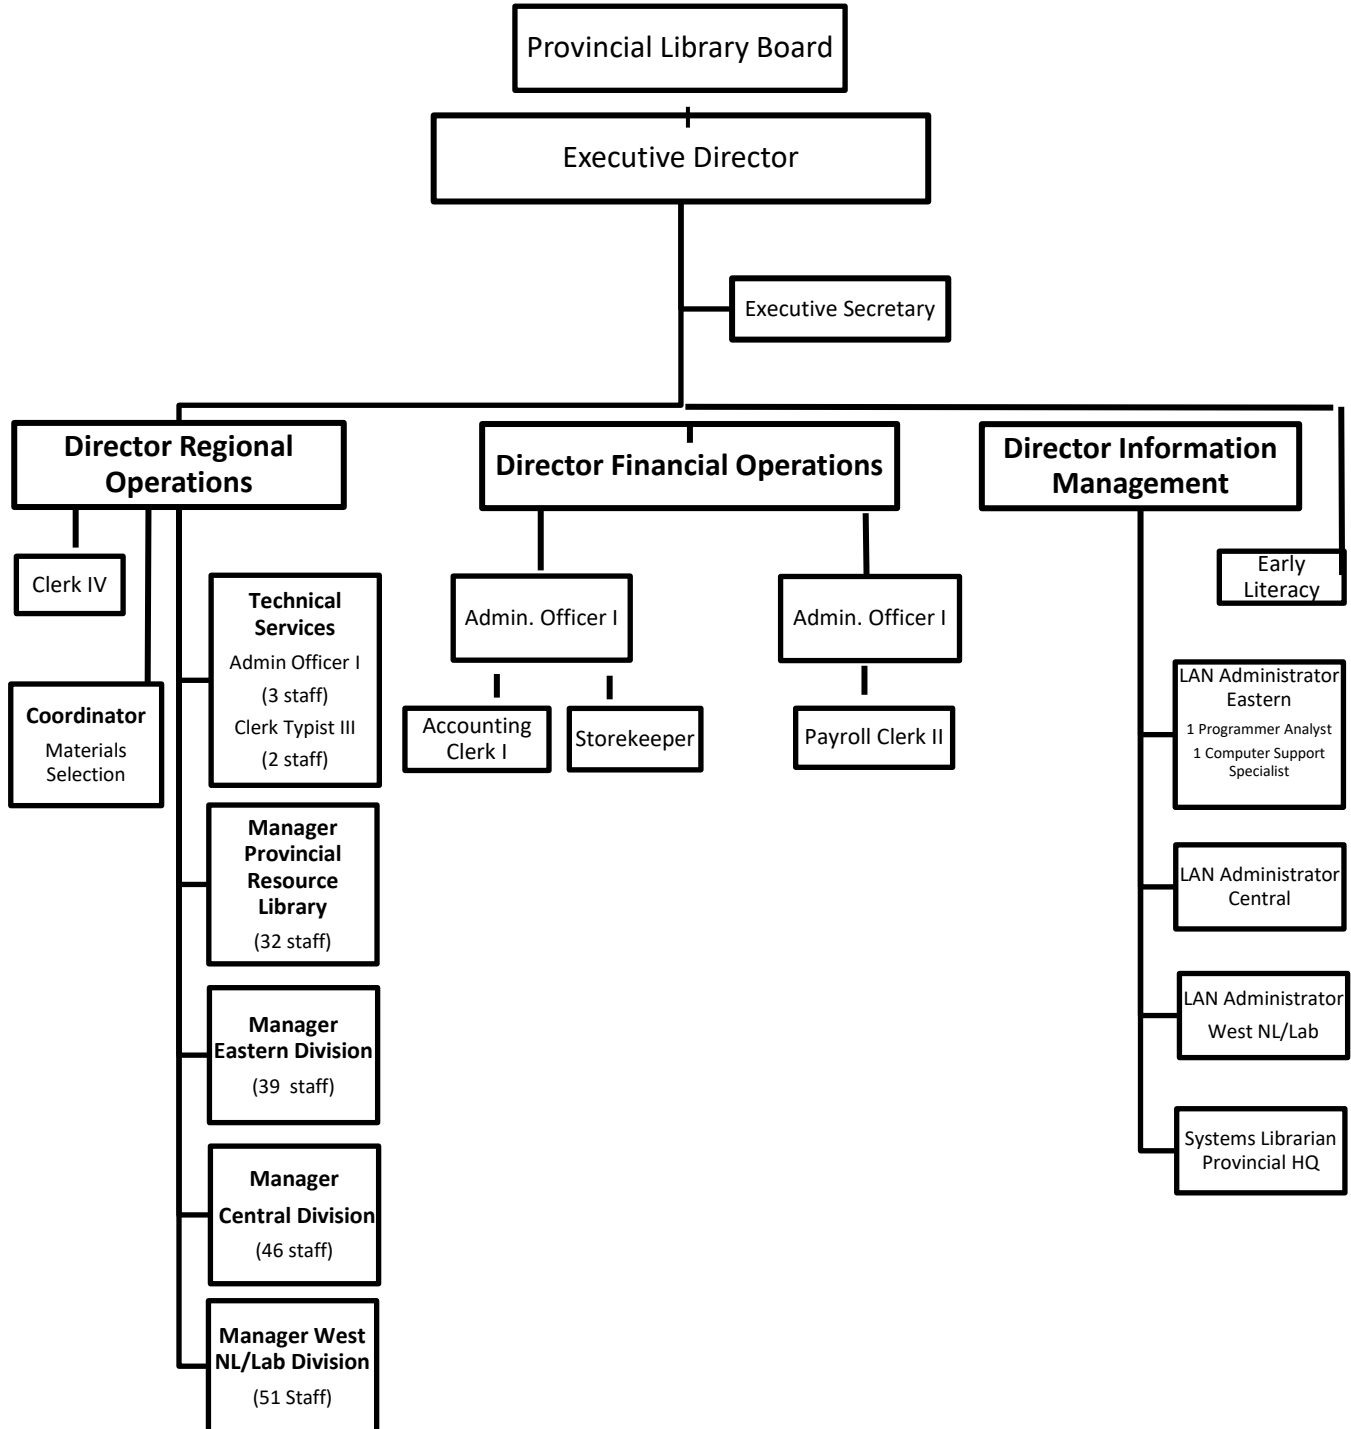 Provincial Library Board
Executive Director
Executive Secretary
Director Regional
Operations
Director Financial Operations
Director Information
Management
Clerk IV
Coordinator
Materials
Selection
Technical
Services
Admin Officer I
(3 staff)
Clerk Typist III
(2 staff)
Manager
Provincial
Resource
Library
(32 staff)
Manager
Eastern Division
(39 staff)
Manager
Central Division
(46 staff)
Manager West
NL/Lab Division
(51 Staff)
Admin. Officer I
Accounting
Clerk I
Storekeeper
Admin. Officer I
Payroll Clerk II
Early
Literacy
LAN Administrator
Eastern
1 Programmer Analyst
1 Computer Support
Specialist
LAN Administrator
Central
LAN Administrator
West NL/Lab
Systems Librarian
Provincial HQ